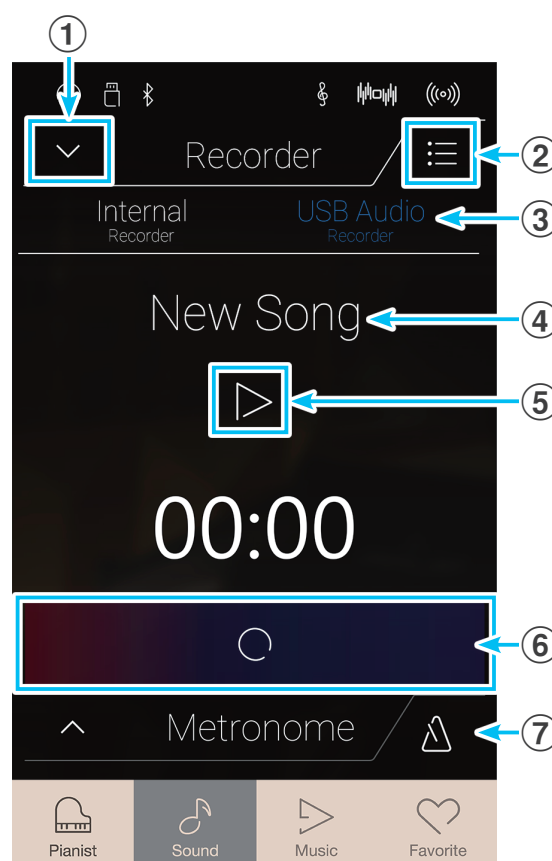 ①
Recorder
②
Internal USB Audio
Recorder Recorder
③
New Song
④
⑤
00:00
⑥
Metronome
⑦
Pianist Sound Music Favorite